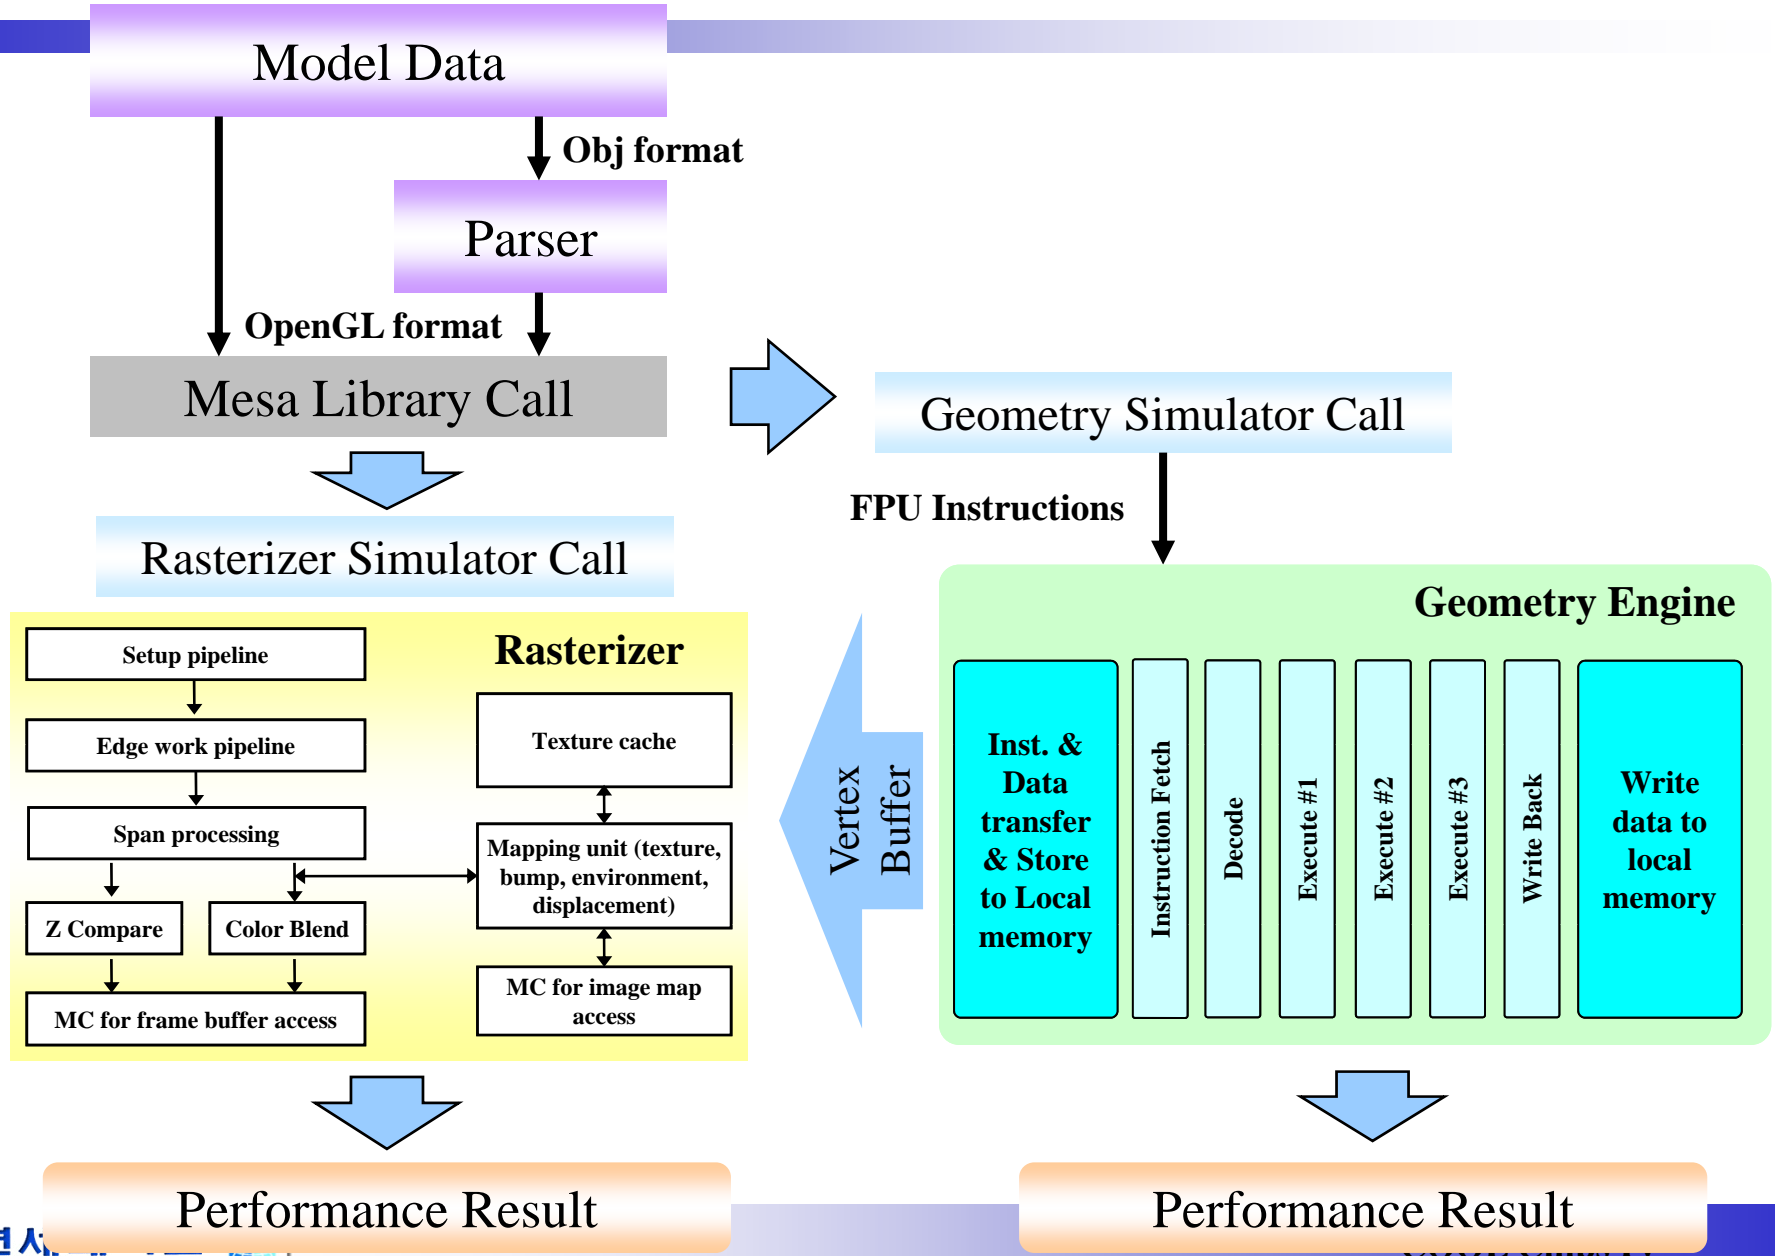 Model Data
Obj format
Parser
OpenGL format
Mesa Library Call
Geometry Simulator Call
FPU Instructions
Rasterizer Simulator Call
Rasterizer
Setup pipeline
Edge work pipeline
Span processing
Z Compare
Color Blend
MC for frame buffer access
Texture cache
Mapping unit (texture,
bump, environment,
displacement)
MC for image map
access
Vertex
Buffer
Geometry Engine
Inst. &
Data
transfer
& Store
to Local
memory
Instruction Fetch
Decode
Execute #1
Execute #2
Execute #3
Write Back
Write
data to
local
memory
Performance Result
Performance Result